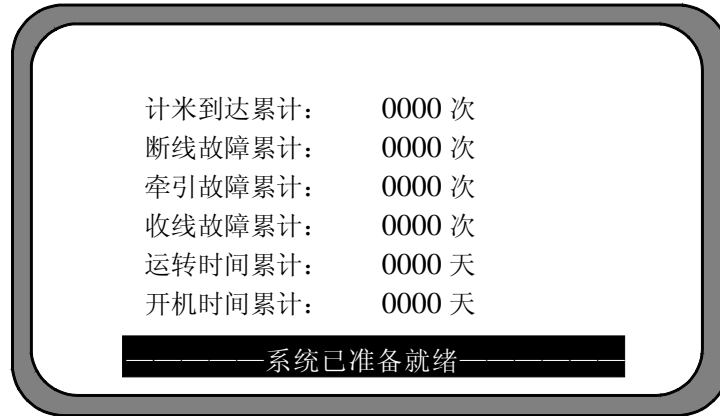 计米到达累计： 0000 次
断线故障累计： 0000 次
牵引故障累计： 0000 次
收线故障累计： 0000 次
运转时间累计： 0000 天
开机时间累计： 0000 天
——————系统已准备就绪——————